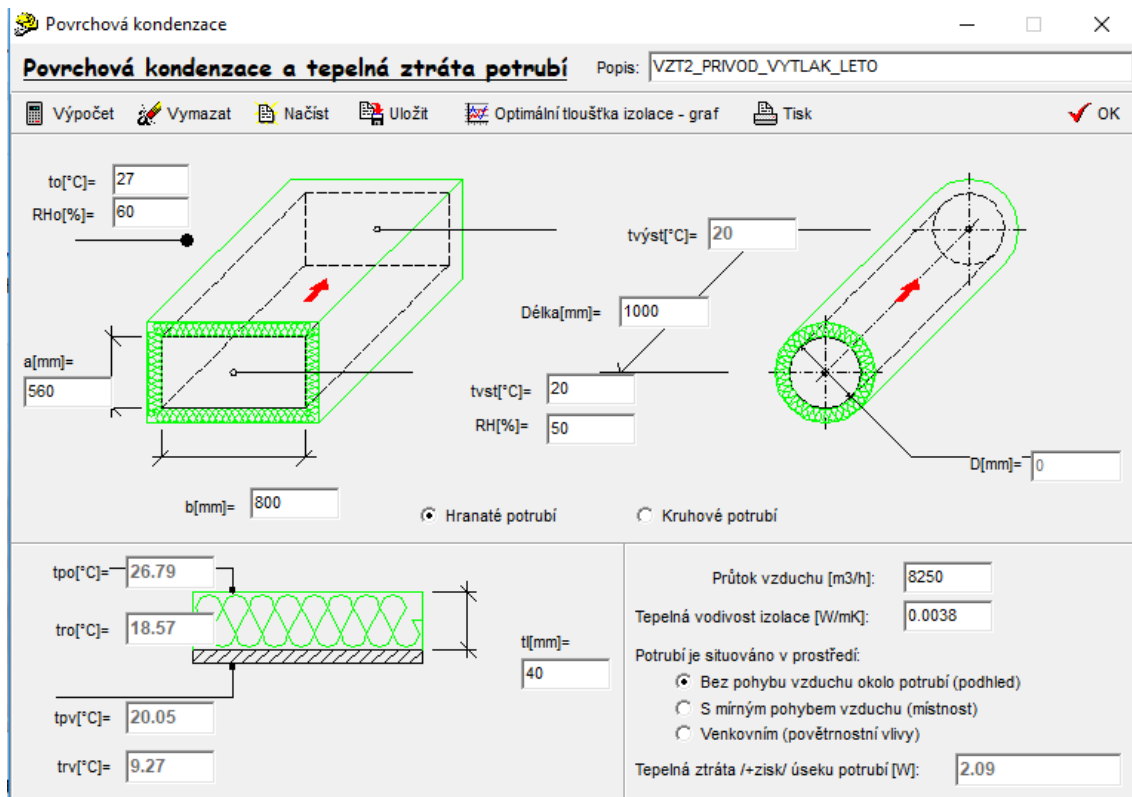 Povrchová kondenzace
Povrchová kondenzace a tepelná ztráta potrubí Popis: VZT2_PRIVOD_VYTLAK_LETO
Výpočet Vymazat Načíst Uložit Optimální tloušťka izolace - graf Tisk OK
to[°C]= 27
RHo[%]= 60
tvýst[°C]= 20
Délka[mm]= 1000
a[mm]=
560
tvst[°C]= 20
RH[%]= 50
D[mm]= 0
b[mm]= 800
Hranaté potrubí Kruhové potrubí
tpo[°C]= 26.79
tro[°C]= 18.57
tl[mm]=
40
tpv[°C]= 20.05
trv[°C]= 9.27
Průtok vzduchu [m3/h]: 8250
Tepelná vodivost izolace [W/mK]: 0.0038
Potrubí je situováno v prostředí:
Bez pohybu vzduchu okolo potrubí (podhled)
S mírným pohybem vzduchu (místnost)
Venkovním (povětrnostní vlivy)
Tepelná ztráta /+zisk/ úseku potrubí [W]: 2.09